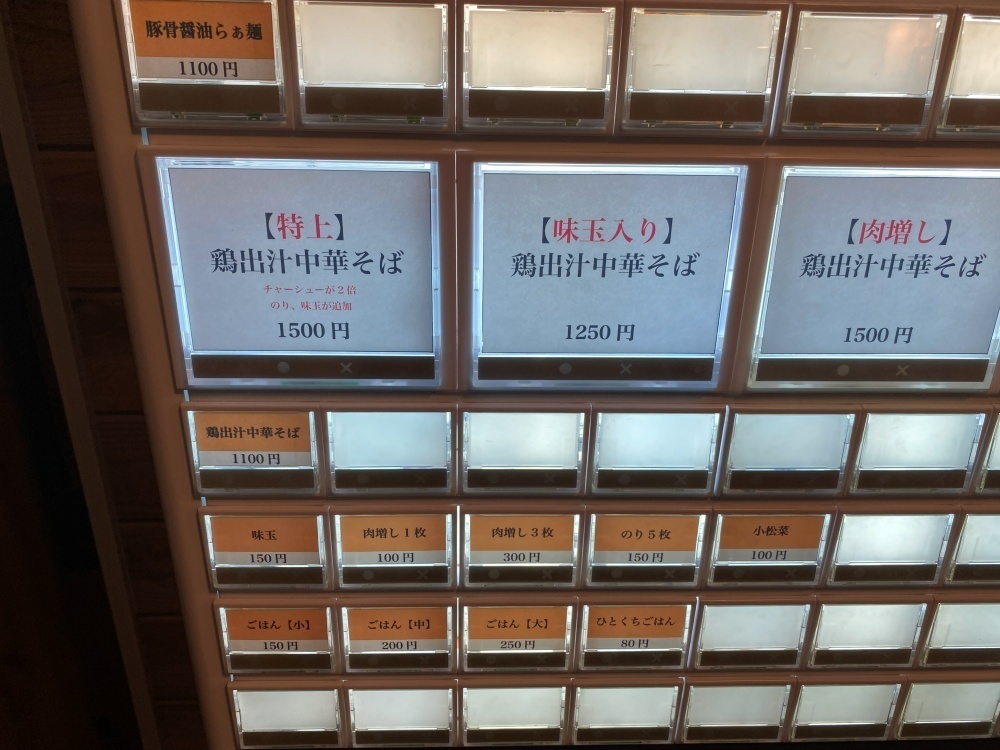 豚骨醤油らぁ麺
1100円
【特上】
鶏出汁中華そば
チャーシューが2倍
のり、味玉が追加
1500円
【味玉入り】
鶏出汁中華そば
1250円
【肉増し】
鶏出汁中華そば
1500円
鶏出汁中華そば
1100円
味玉
150円
肉増し1枚
100円
肉増し3枚
300円
のり5枚
150円
小松菜
100円
ごはん【小】
150円
ごはん【中】
200円
ごはん【大】
250円
ひとくちごはん
80円